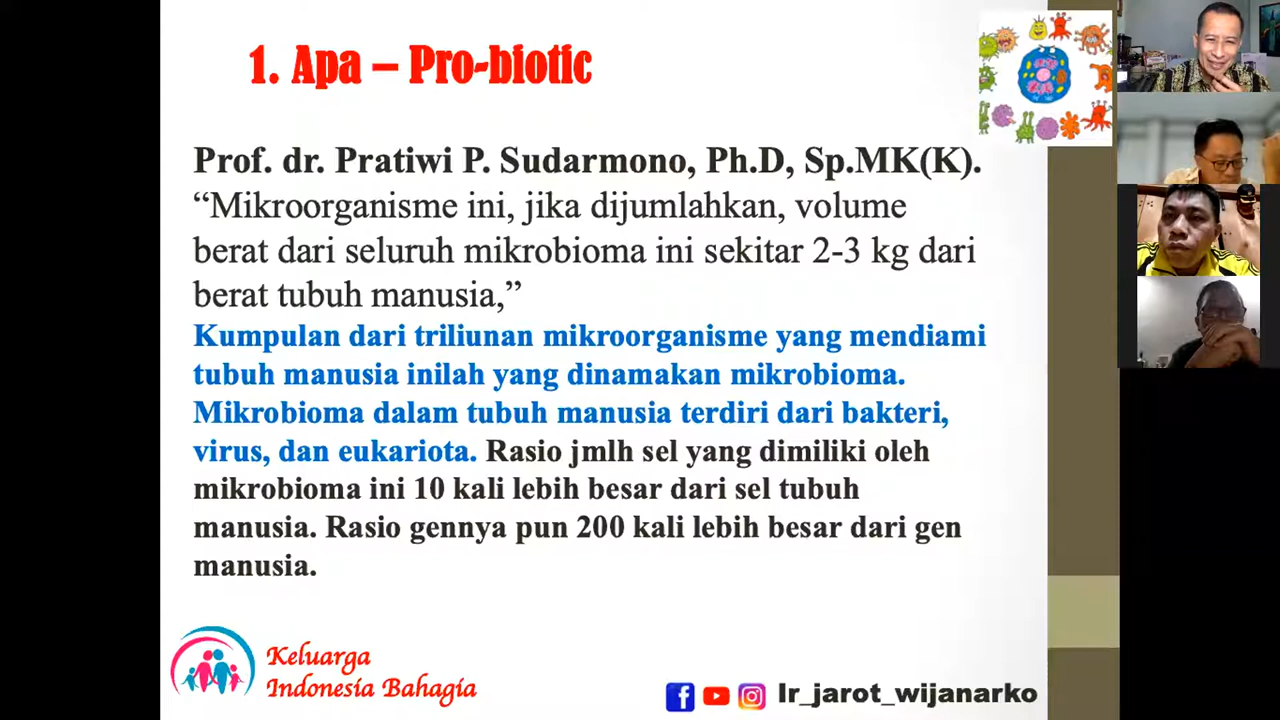 1. Apa – Pro-biotic
Prof. dr. Pratiwi P. Sudarmono, Ph.D, Sp.MK(K).
“Mikroorganisme ini, jika dijumlahkan, volume
berat dari seluruh mikrobioma ini sekitar 2-3 kg dari
berat tubuh manusia,”
Kumpulan dari triliunan mikroorganisme yang mendiami
tubuh manusia inilah yang dinamakan mikrobioma.
Mikrobioma dalam tubuh manusia terdiri dari bakteri,
virus, dan eukariota. Rasio jmlh sel yang dimiliki oleh
mikrobioma ini 10 kali lebih besar dari sel tubuh
manusia. Rasio gennya pun 200 kali lebih besar dari gen
manusia.
Keluarga
Indonesia Bahagia
Ir_jarot_wijanarko